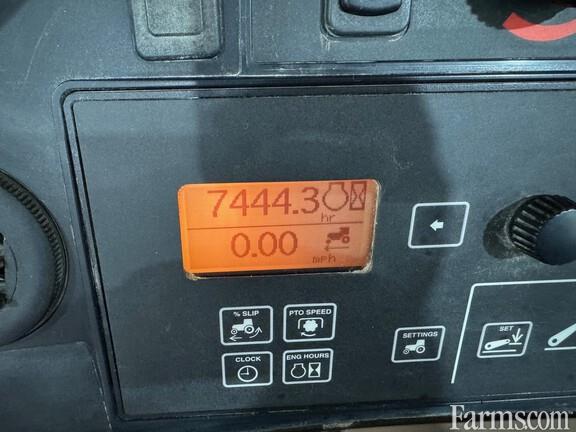 7444.3
hr
0.00
mph
% SLIP
PTO SPEED
CLOCK
ENG HOURS
SETTINGS
SET
Farms.com